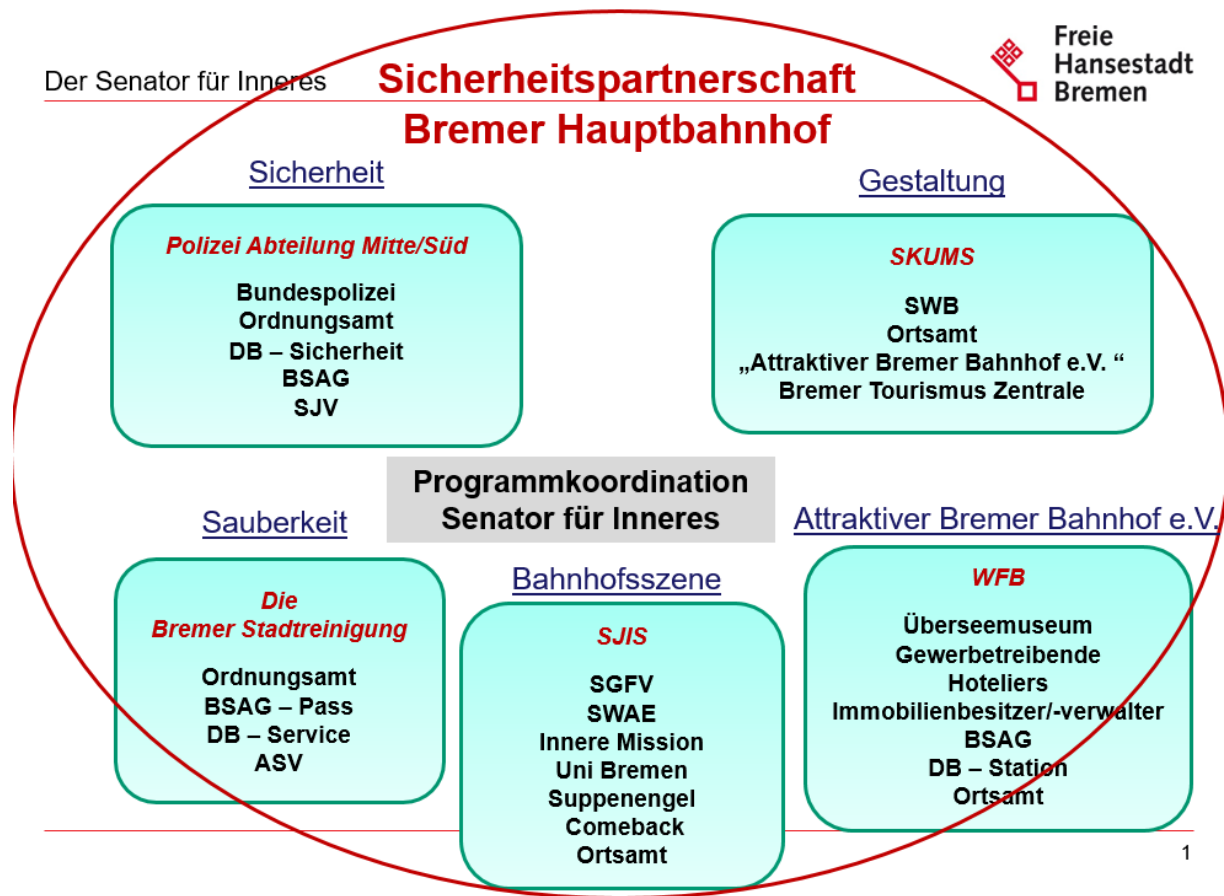 Der Senator für Inneres
Sicherheitspartnerschaft
Bremer Hauptbahnhof
Freie
Hansestadt
Bremen
Sicherheit
Polizei Abteilung Mitte/Süd
Bundespolizei
Ordnungsamt
DB – Sicherheit
BSAG
SJV
Gestaltung
SKUMS
SWB
Ortsamt
„Attraktiver Bremer Bahnhof e.V. “
Bremer Tourismus Zentrale
Programmkoordination
Senator für Inneres
Sauberkeit
Die
Bremer Stadtreinigung
Ordnungsamt
BSAG – Pass
DB – Service
ASV
Bahnhofsszene
SJIS
SGFV
SWAE
Innere Mission
Uni Bremen
Suppenengel
Comeback
Ortsamt
Attraktiver Bremer Bahnhof e.V.
WFB
Überseemuseum
Gewerbetreibende
Hoteliers
Immobilienbesitzer/-verwalter
BSAG
DB – Station
Ortsamt
1